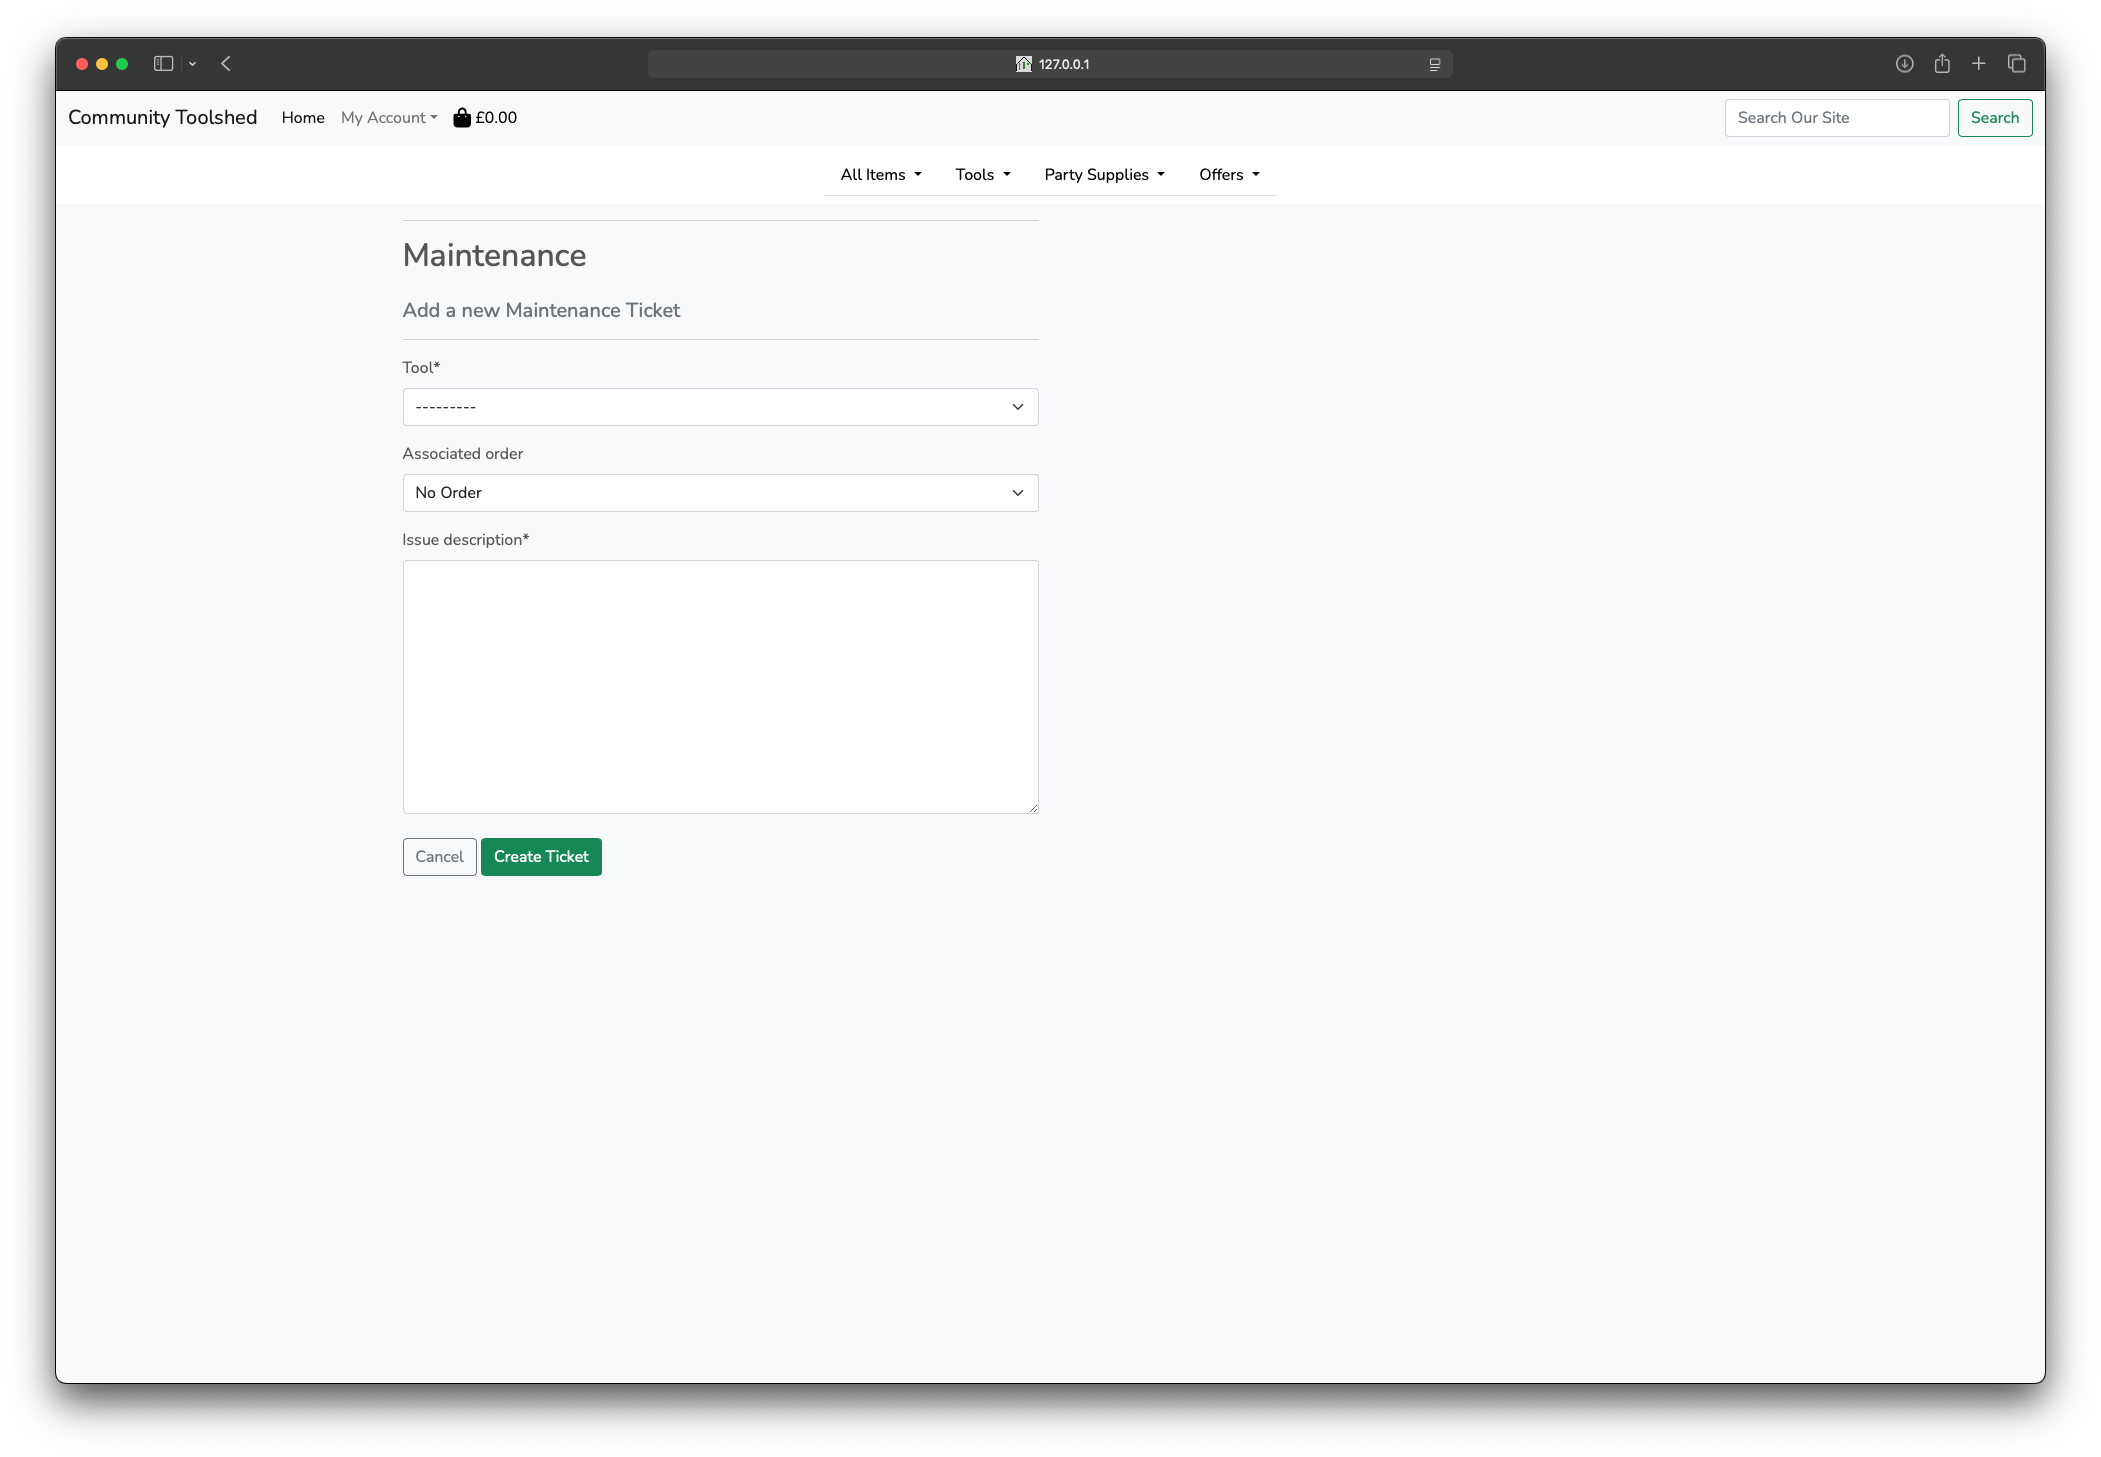 127.0.0.1
Community Toolshed Home My Account £0.00 Search Our Site Search
All Items Tools Party Supplies Offers
Maintenance
Add a new Maintenance Ticket
Tool*
---------
Associated order
No Order
Issue description*
Cancel Create Ticket